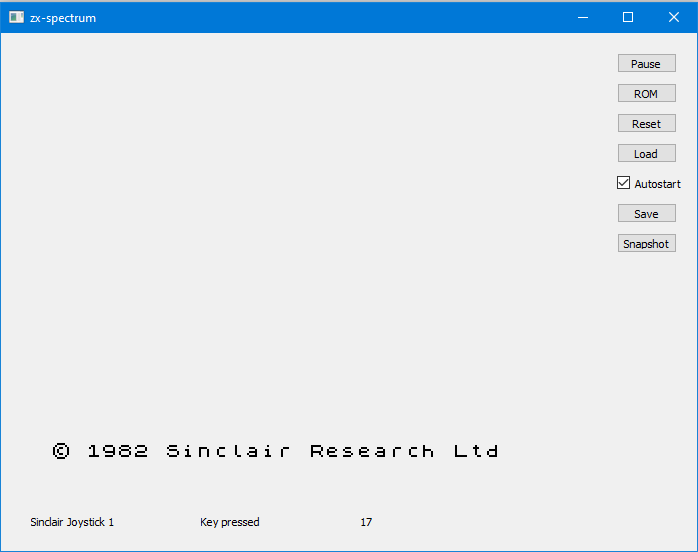 zx-spectrum
Pause
ROM
Reset
Load
Autostart
Save
Snapshot
© 1982 Sinclair Research Ltd
Sinclair Joystick 1 Key pressed 17